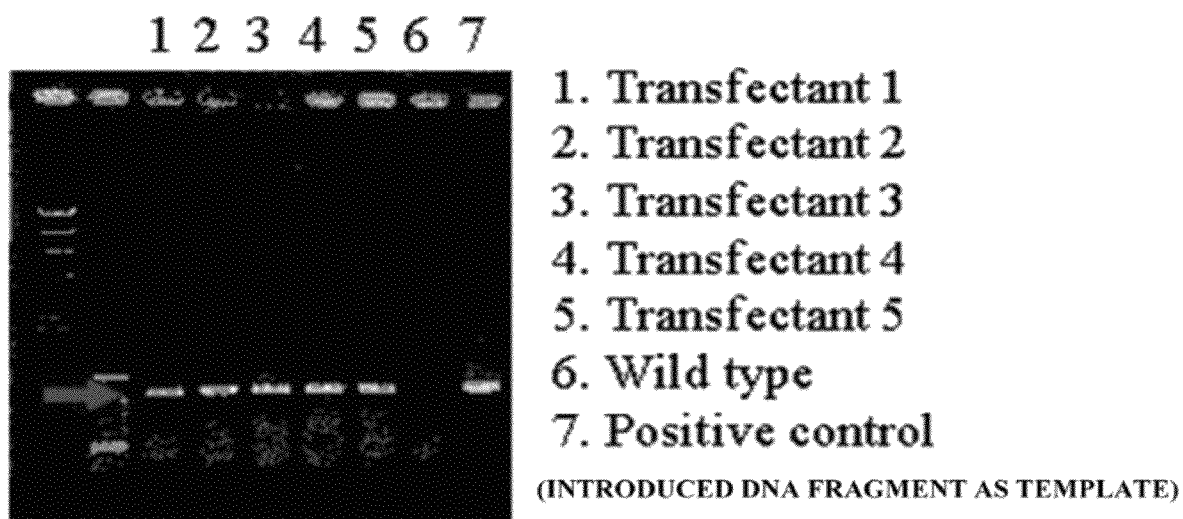 1 2 3 4 5 6 7
1. Transfectant 1
2. Transfectant 2
3. Transfectant 3
4. Transfectant 4
5. Transfectant 5
6. Wild type
7. Positive control
(INTRODUCED DNA FRAGMENT AS TEMPLATE)